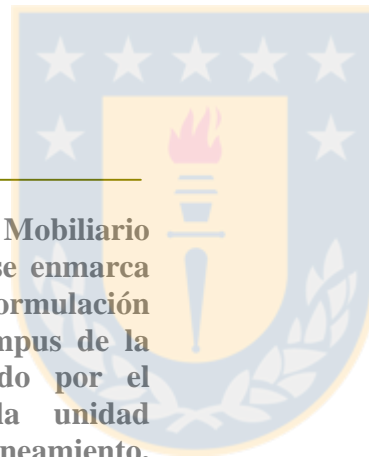 Mobiliario
se enmarca
ormulación
mpus de la
do por el
la unidad
neamiento.